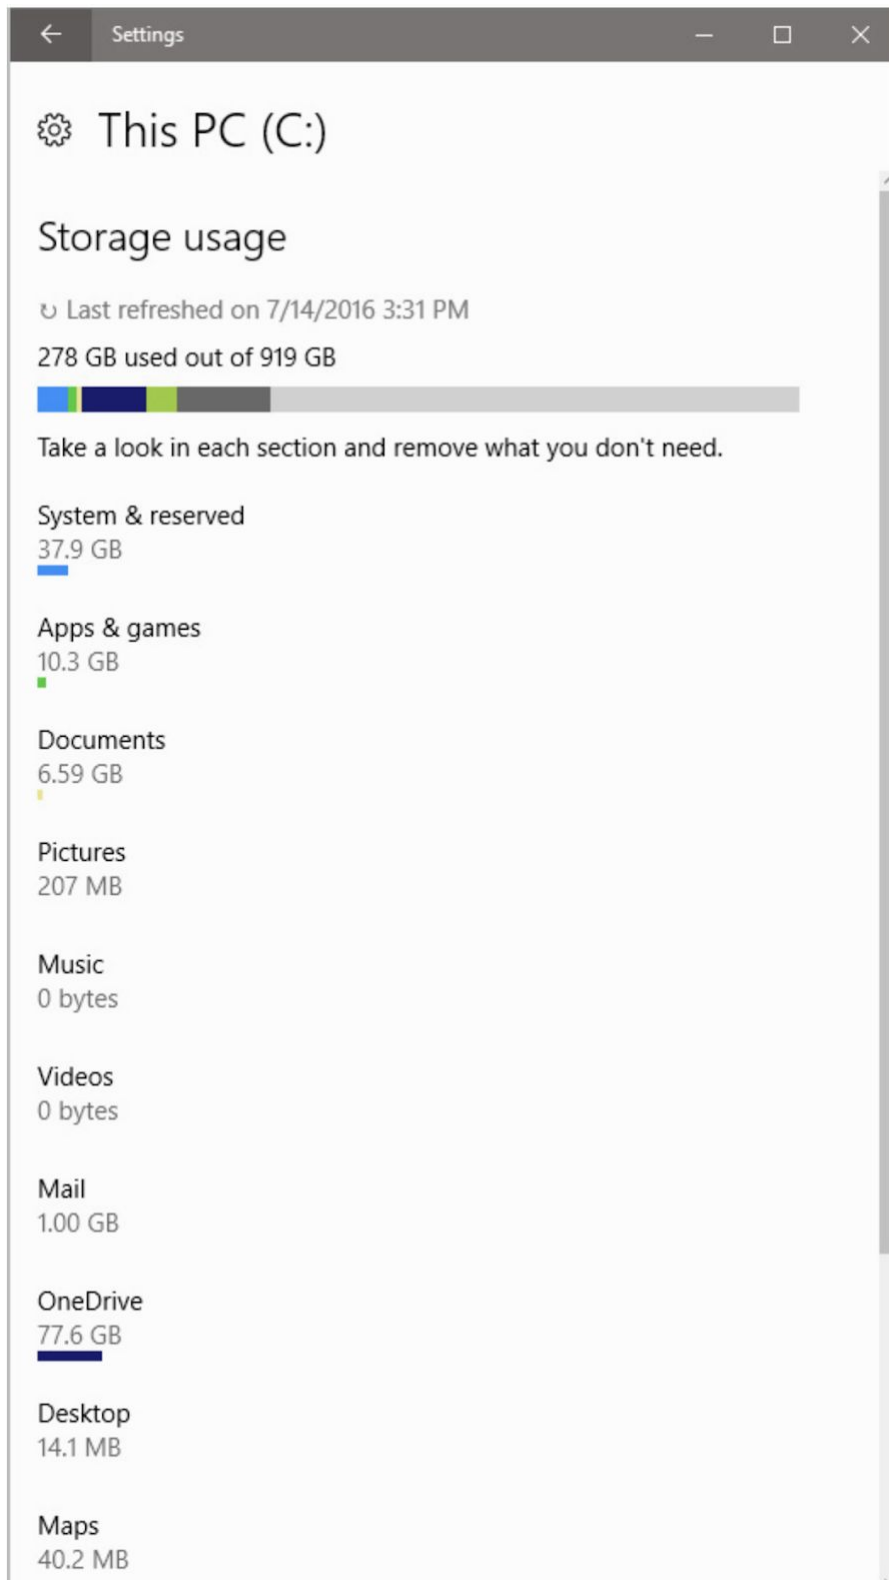 Settings
This PC (C:)
Storage usage
Last refreshed on 7/14/2016 3:31 PM
278 GB used out of 919 GB
Take a look in each section and remove what you don't need.
System & reserved
37.9 GB
Apps & games
10.3 GB
Documents
6.59 GB
Pictures
207 MB
Music
0 bytes
Videos
0 bytes
Mail
1.00 GB
OneDrive
77.6 GB
Desktop
14.1 MB
Maps
40.2 MB